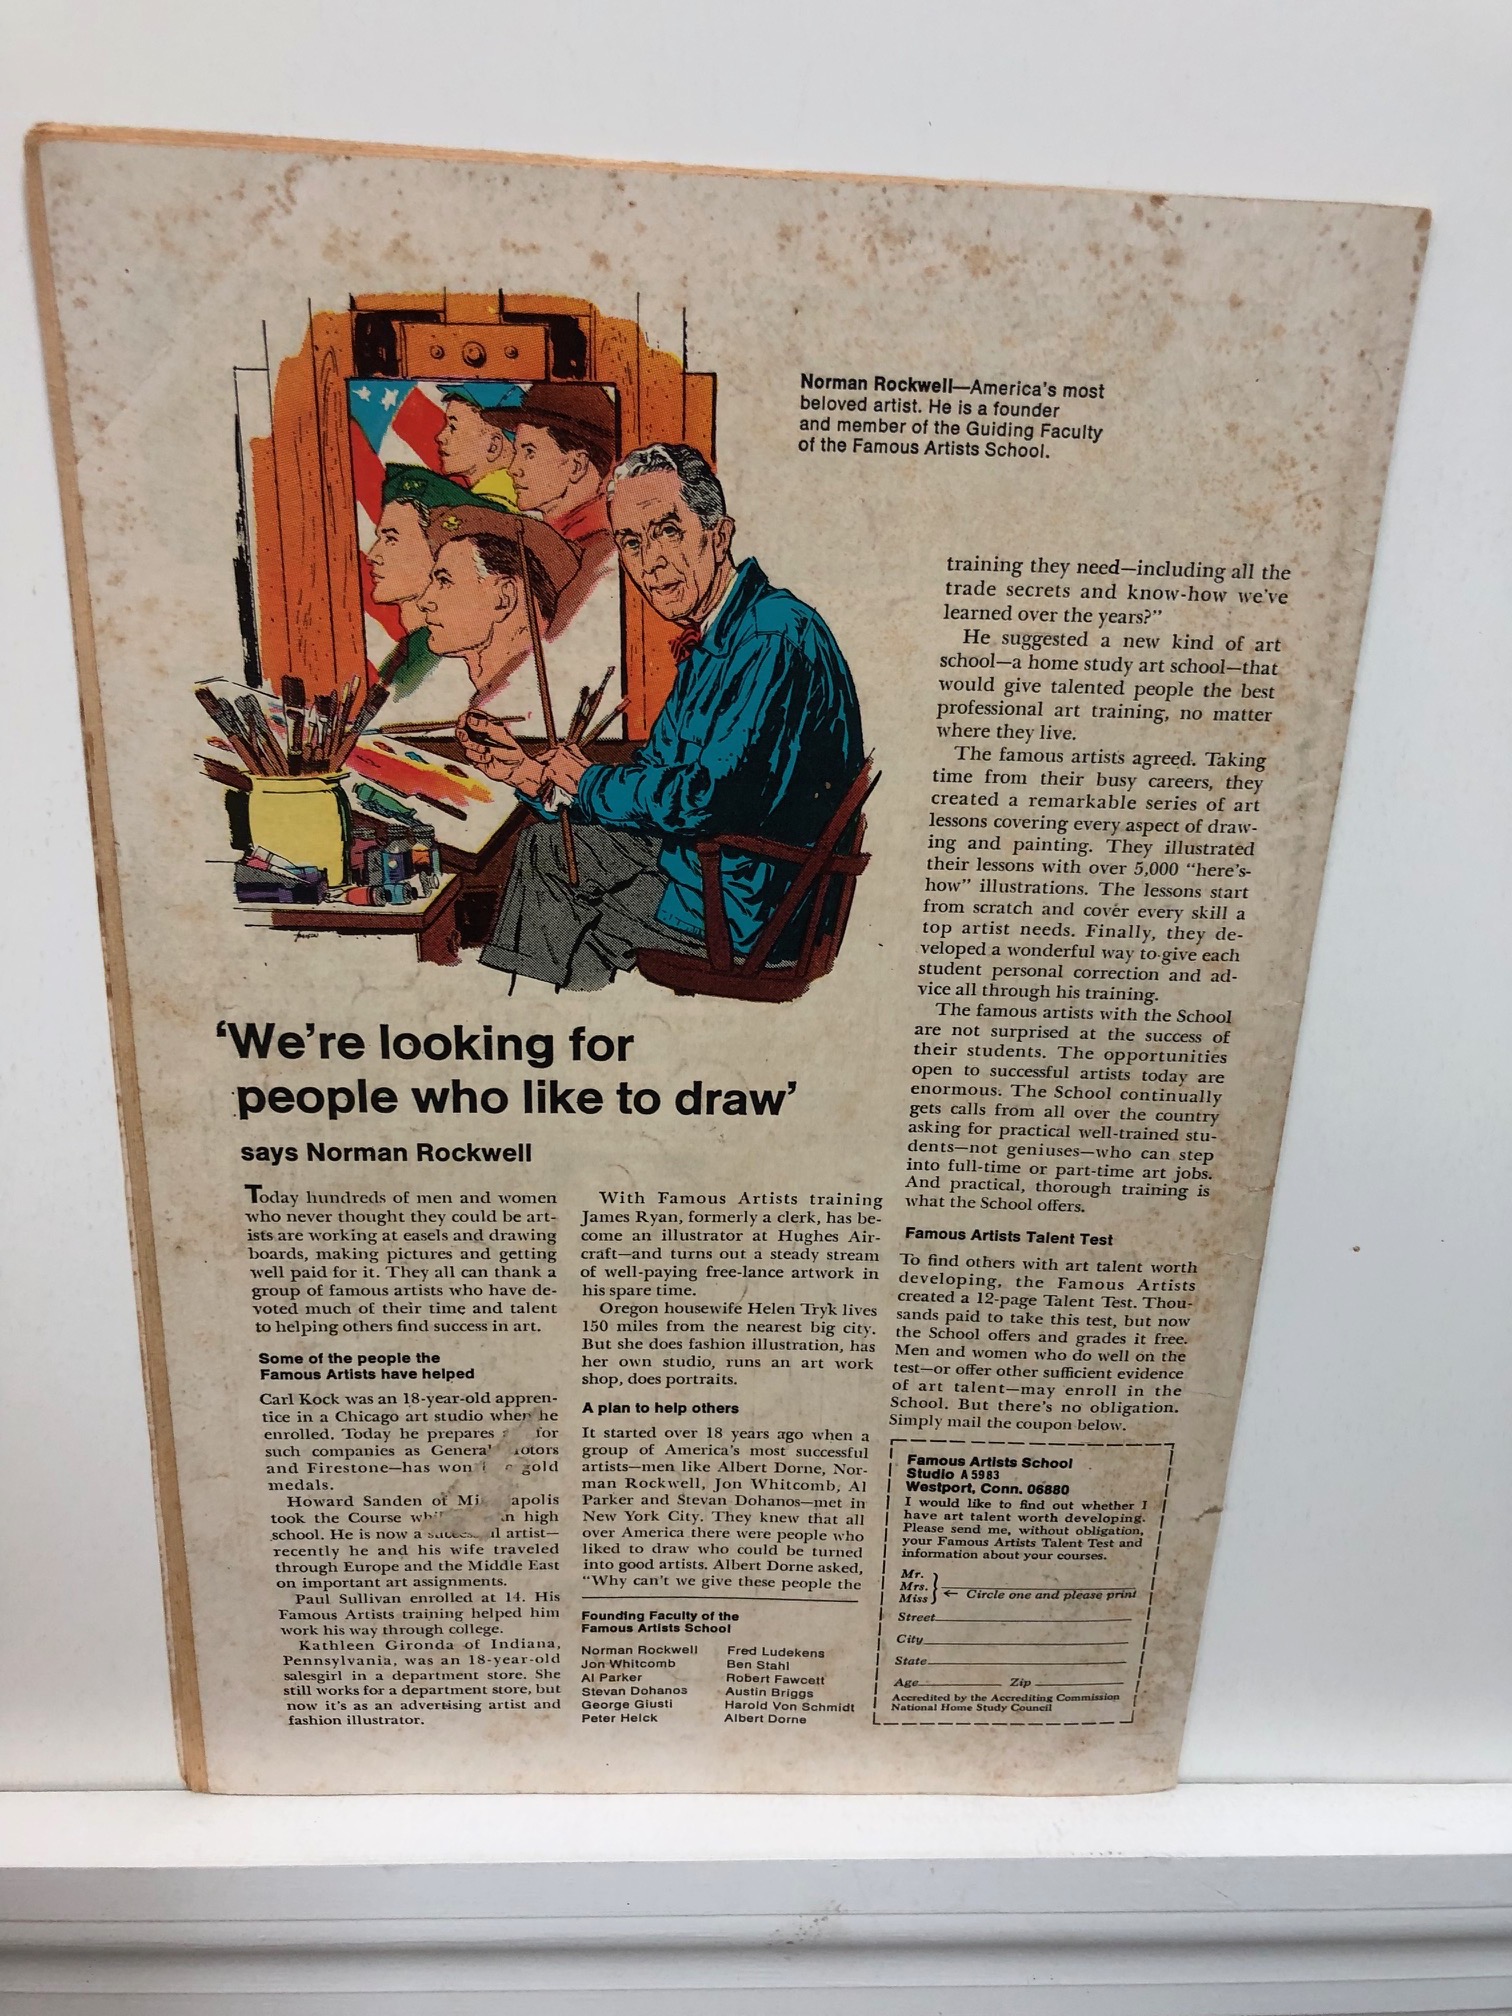 Norman Rockwell—America's most
beloved artist. He is a founder
and member of the Guiding Faculty
of the Famous Artists School.
'We're looking for
people who like to draw'
says Norman Rockwell
Today hundreds of men and women
who never thought they could be art-
ists are working at easels and drawing
boards, making pictures and getting
well paid for it. They all can thank a
group of famous artists who have de-
voted much of their time and talent
to helping others find success in art.
Some of the people the
Famous Artists have helped
Carl Kock was an 18-year-old appren-
tice in a Chicago art studio when he
enrolled. Today he prepares for
such companies as
and Firestone—has won gold
medals.
Howard Sanden of
took the Course high
school. He is now a artist—
recently he and his wife traveled
through Europe and the Middle East
on important art assignments.
Paul Sullivan enrolled at 14. His
Famous Artists training helped him
work his way through college.
Kathleen Gironda of Indiana,
Pennsylvania, was an 18-year-old
salesgirl in a department store. She
still works for a department store, but
now it's as an advertising artist and
fashion illustrator.
With Famous Artists training
James Ryan, formerly a clerk, has be-
come an illustrator at Hughes Air-
craft—and turns out a steady stream
of well-paying free-lance artwork in
his spare time.
Oregon housewife Helen Tryk lives
150 miles from the nearest big city.
But she does fashion illustration, has
her own studio, runs an art work
shop, does portraits.
A plan to help others
It started over 18 years ago when a
group of America's most successful
artists—men like Albert Dorne, Nor-
man Rockwell, Jon Whitcomb, Al
Parker and Stevan Dohanos—met in
New York City. They knew that all
over America there were people who
liked to draw who could be turned
into good artists. Albert Dorne asked,
"Why can't we give these people the
training they need—including all the
trade secrets and know-how we've
learned over the years?"
He suggested a new kind of art
school—a home study art school—that
would give talented people the best
professional art training, no matter
where they live.
The famous artists agreed. Taking
time from their busy careers, they
created a remarkable series of art
lessons covering every aspect of draw-
ing and painting. They illustrated
their lessons with over 5,000 "here's-
how" illustrations. The lessons start
from scratch and cover every skill a
top artist needs. Finally, they de-
veloped a wonderful way to give each
student personal correction and ad-
vice all through his training.
The famous artists with the School
are not surprised at the success of
their students. The opportunities
open to successful artists today are
enormous. The School continually
gets calls from all over the country
asking for practical well-trained stu-
dents—not geniuses—who can step
into full-time or part-time art jobs.
And practical, thorough training is
what the School offers.
Famous Artists Talent Test
To find others with art talent worth
developing, the Famous Artists
created a 12-page Talent Test. Thou-
sands paid to take this test, but now
the School offers and grades it free.
Men and women who do well on the
test—or offer other sufficient evidence
of art talent—may enroll in the
School. But there's no obligation.
Simply mail the coupon below.
Founding Faculty of the
Famous Artists School
Norman Rockwell
Jon Whitcomb
Al Parker
Stevan Dohanos
George Giusti
Peter Helck
Fred Ludekens
Ben Stahl
Robert Fawcett
Austin Briggs
Harold Von Schmidt
Albert Dorne
Famous Artists School
Studio A 5983
Westport, Conn. 06880
I would like to find out whether I
have art talent worth developing.
Please send me, without obligation,
your Famous Artists Talent Test and
information about your courses.
Mr.
Mrs.
Miss ← Circle one and please print
Street
City
State
Age Zip
Accredited by the Accrediting Commission
National Home Study Council